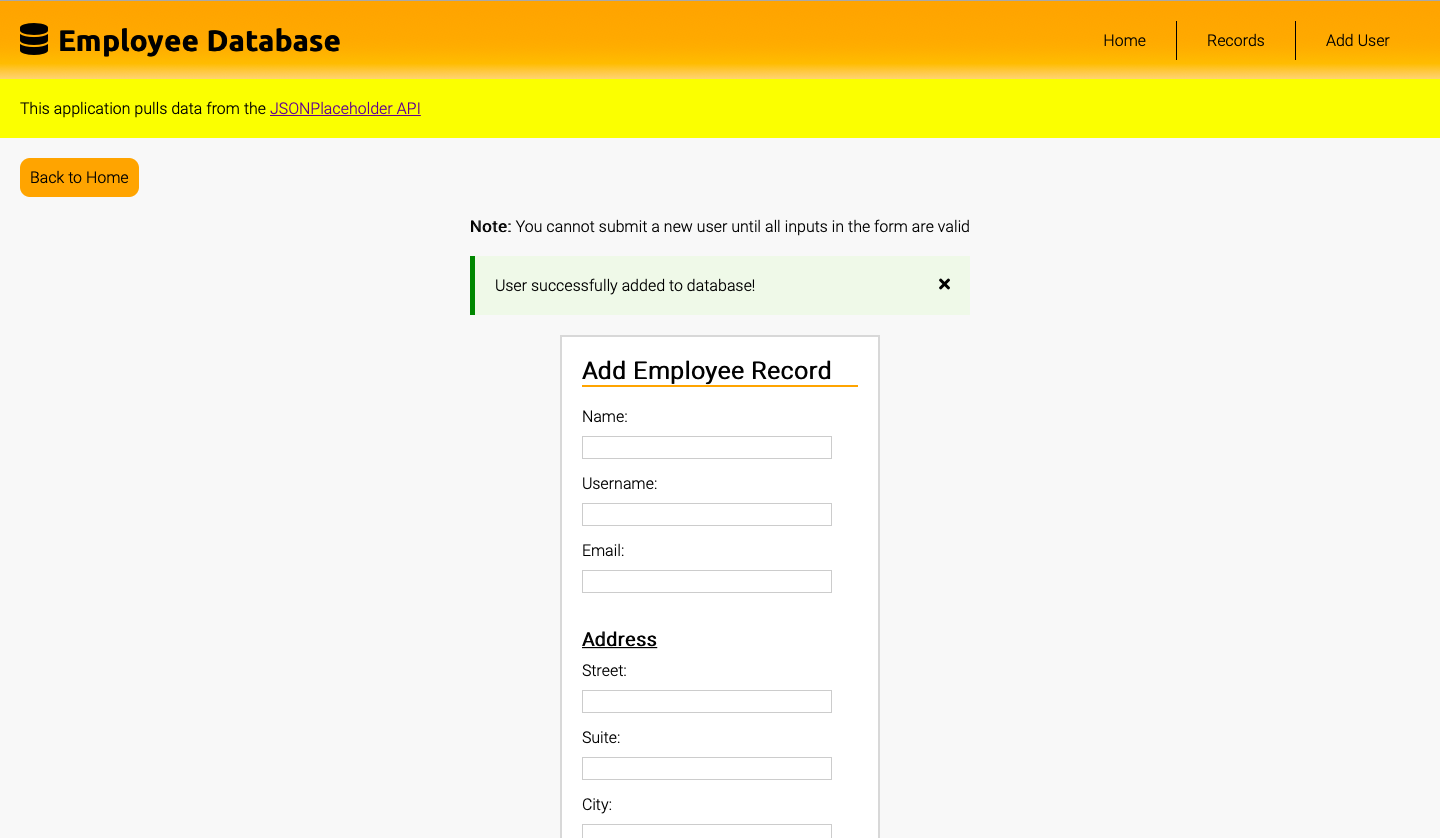 Employee Database
Home
Records
Add User
This application pulls data from the JSONPlaceholder API
Back to Home
Note: You cannot submit a new user until all inputs in the form are valid
User successfully added to database!
Add Employee Record
Name:
Username:
Email:
Address
Street:
Suite:
City: